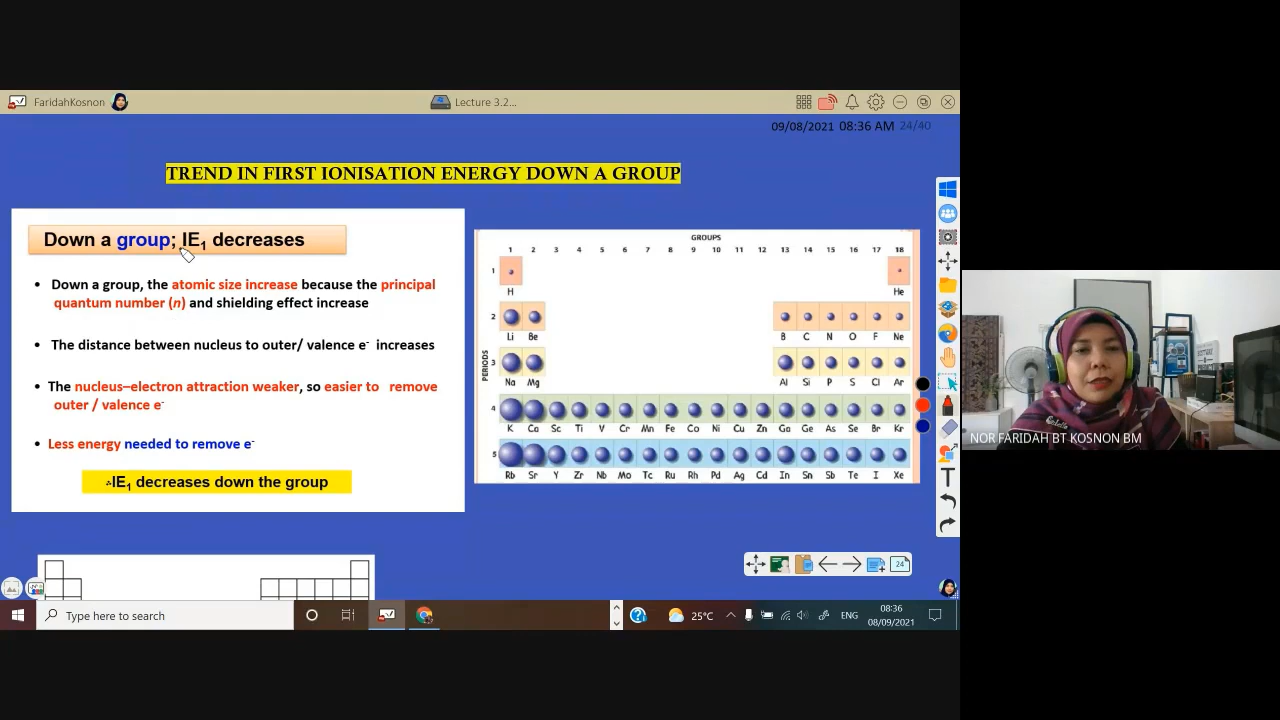 FaridahKosnon
Lecture 3.2...
09/08/2021 08:36 AM 24/40
TREND IN FIRST IONISATION ENERGY DOWN A GROUP
Down a group; IE1 decreases
• Down a group, the atomic size increase because the principal
quantum number (n) and shielding effect increase
• The distance between nucleus to outer/ valence e- increases
• The nucleus–electron attraction weaker, so easier to remove
outer / valence e-
• Less energy needed to remove e-
∴IE1 decreases down the group
GROUPS
1 2 3 4 5 6 7 8 9 10 11 12 13 14 15 16 17 18
PERIODS
1
H He
2
Li Be B C N O F Ne
3
Na Mg Al Si P S Cl Ar
4
K Ca Sc Ti V Cr Mn Fe Co Ni Cu Zn Ga Ge As Se Br Kr
5
Rb Sr Y Zr Nb Mo Tc Ru Rh Pd Ag Cd In Sn Sb Te I Xe
NOR FARIDAH BT KOSNON BM
T
24
Type here to search
25°C
ENG
08:36
08/09/2021